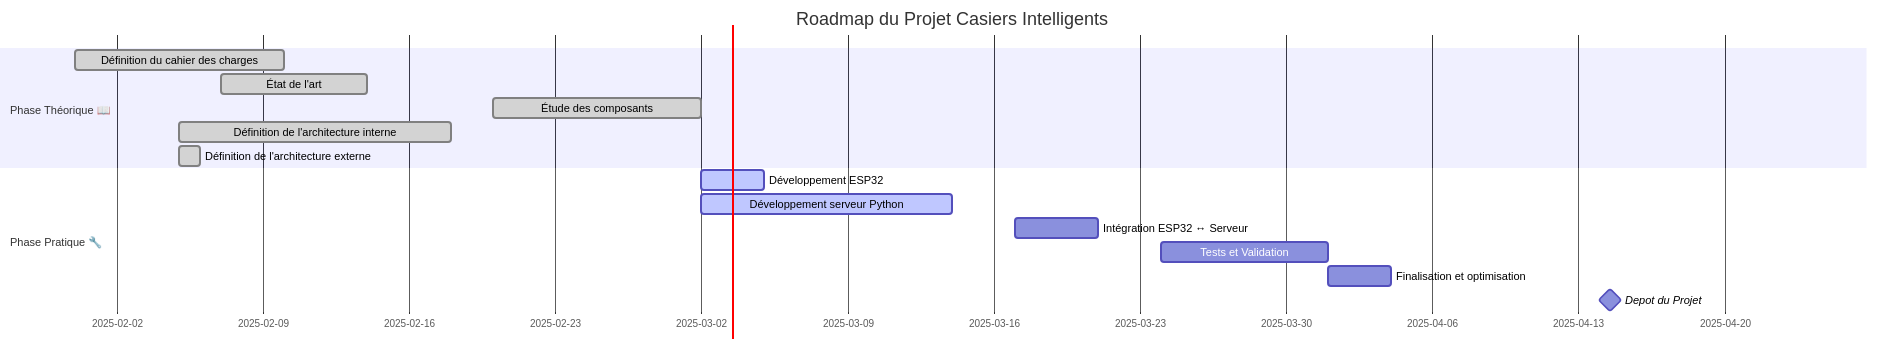 Roadmap du Projet Casiers Intelligents
Définition du cahier des charges
État de l'art
Étude des composants
Phase Théorique 📖
Définition de l'architecture interne
Définition de l'architecture externe
Développement ESP32
Développement serveur Python
Intégration ESP32 ↔ Serveur
Phase Pratique 🔧
Tests et Validation
Finalisation et optimisation
Depot du Projet
2025-02-02 2025-02-09 2025-02-16 2025-02-23 2025-03-02 2025-03-09 2025-03-16 2025-03-23 2025-03-30 2025-04-06 2025-04-13 2025-04-20